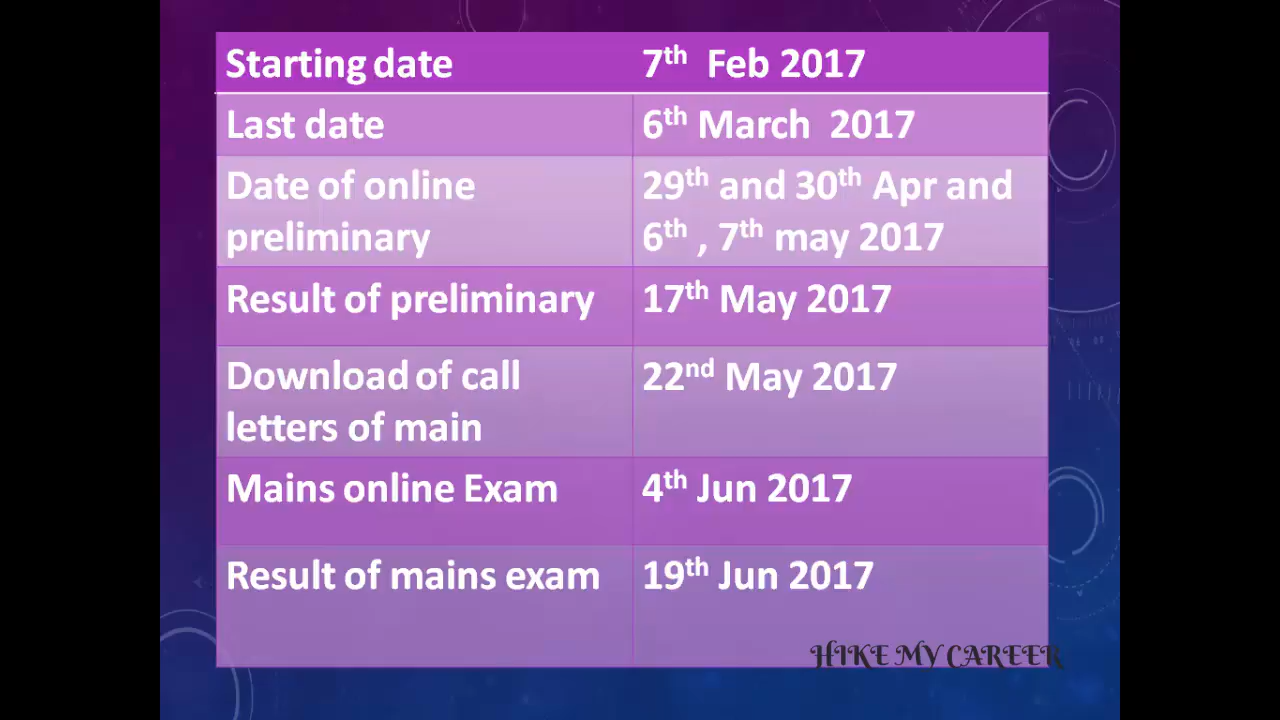 Starting date 7th Feb 2017
Last date 6th March 2017
Date of online 29th and 30th Apr and
preliminary 6th , 7th may 2017
Result of preliminary 17th May 2017
Download of call 22nd May 2017
letters of main
Mains online Exam 4th Jun 2017
Result of mains exam 19th Jun 2017
HIKE MY CAREER